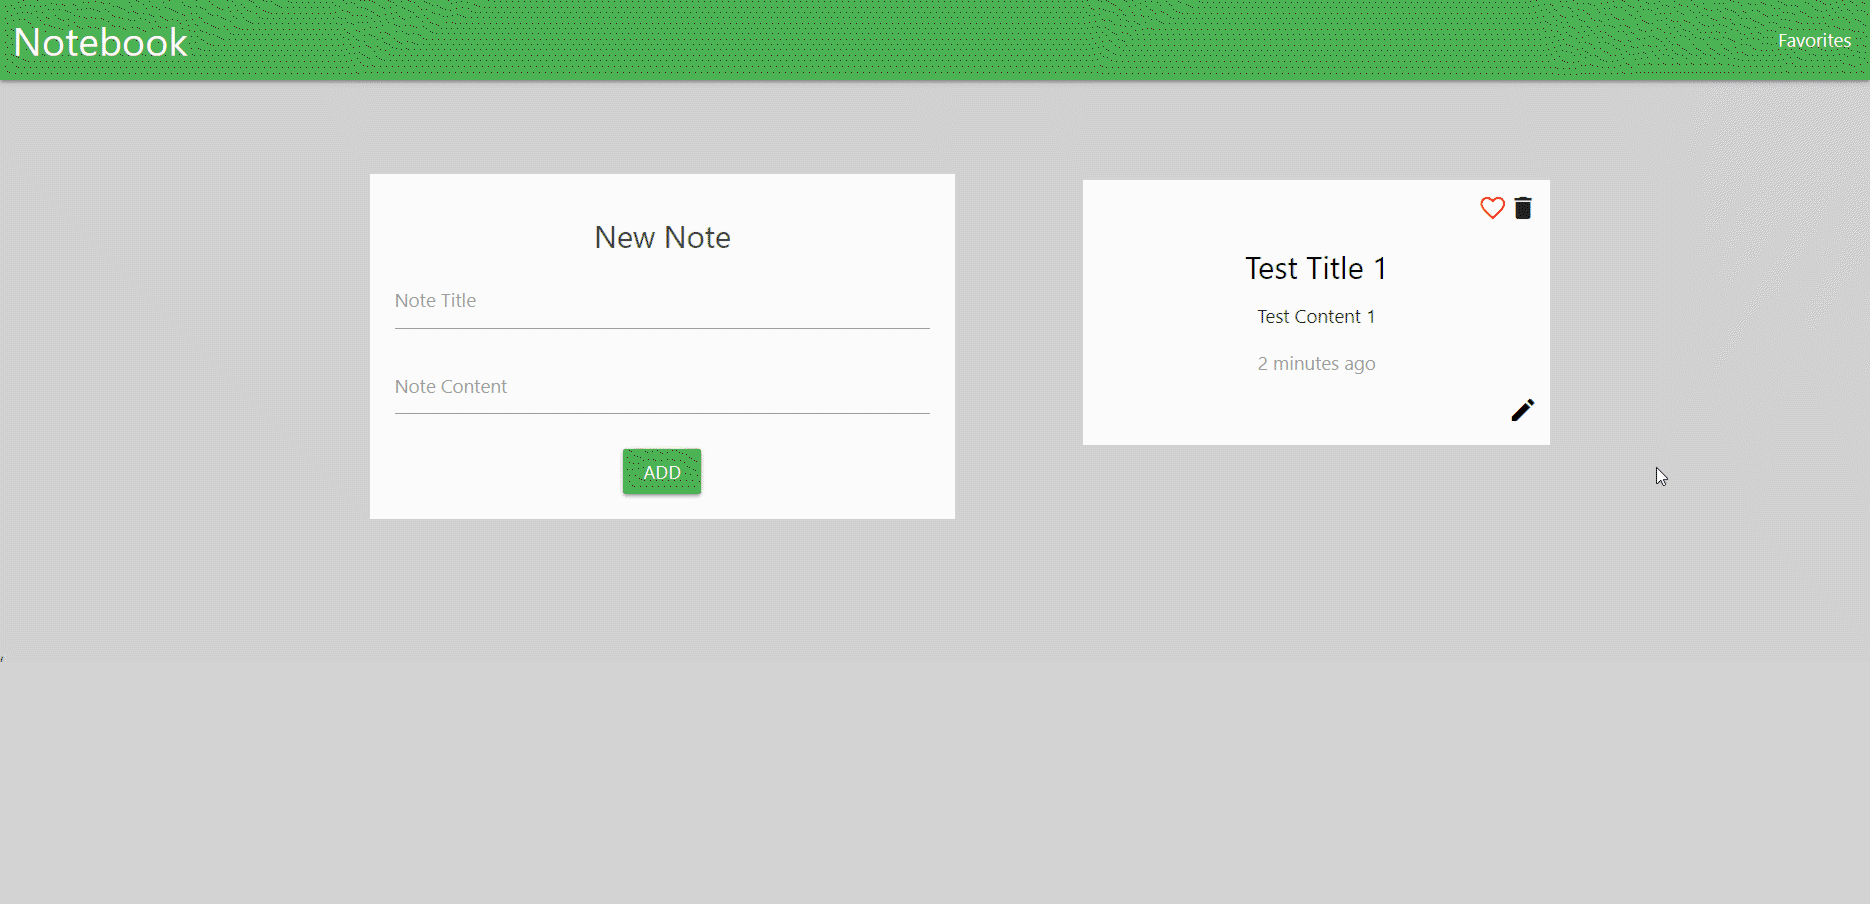 Notebook
Favorites
New Note
Note Title
Note Content
ADD
Test Title 1
Test Content 1
2 minutes ago